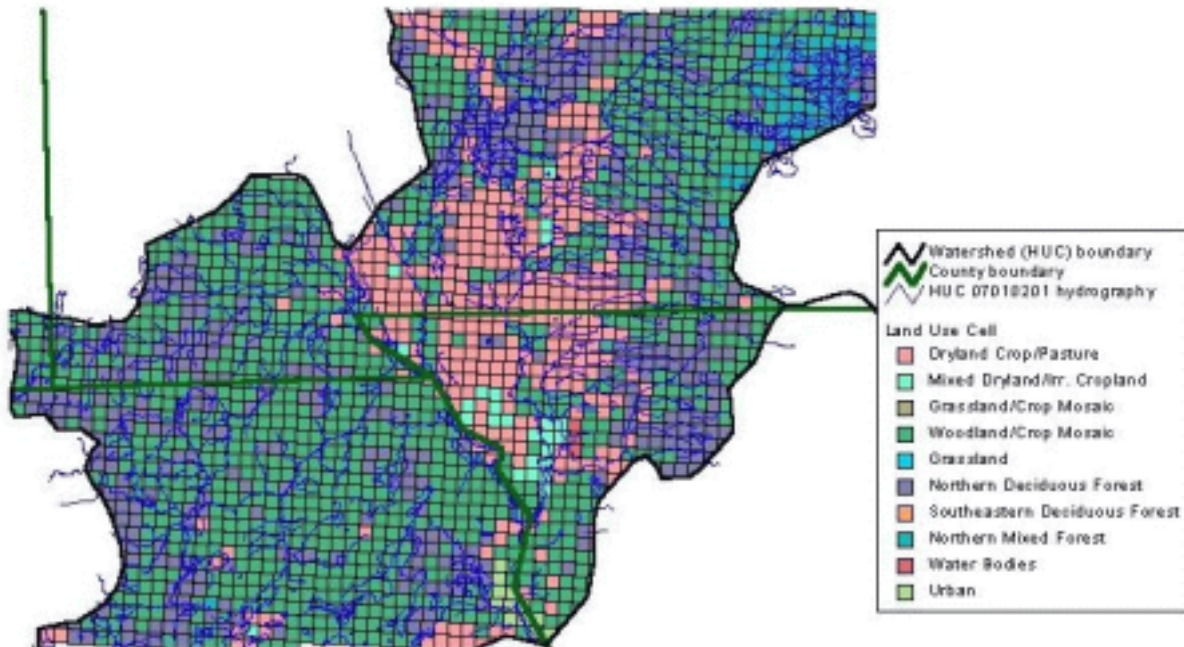 Watershed (HUC) boundary
County boundary
HUC 07010201 hydrography
Land Use Cell
Dryland Crop/Pasture
Mixed Dryland/Irr. Cropland
Grassland/Crop Mosaic
Woodland/Crop Mosaic
Grassland
Northern Deciduous Forest
Southeastern Deciduous Forest
Northern Mixed Forest
Water Bodies
Urban